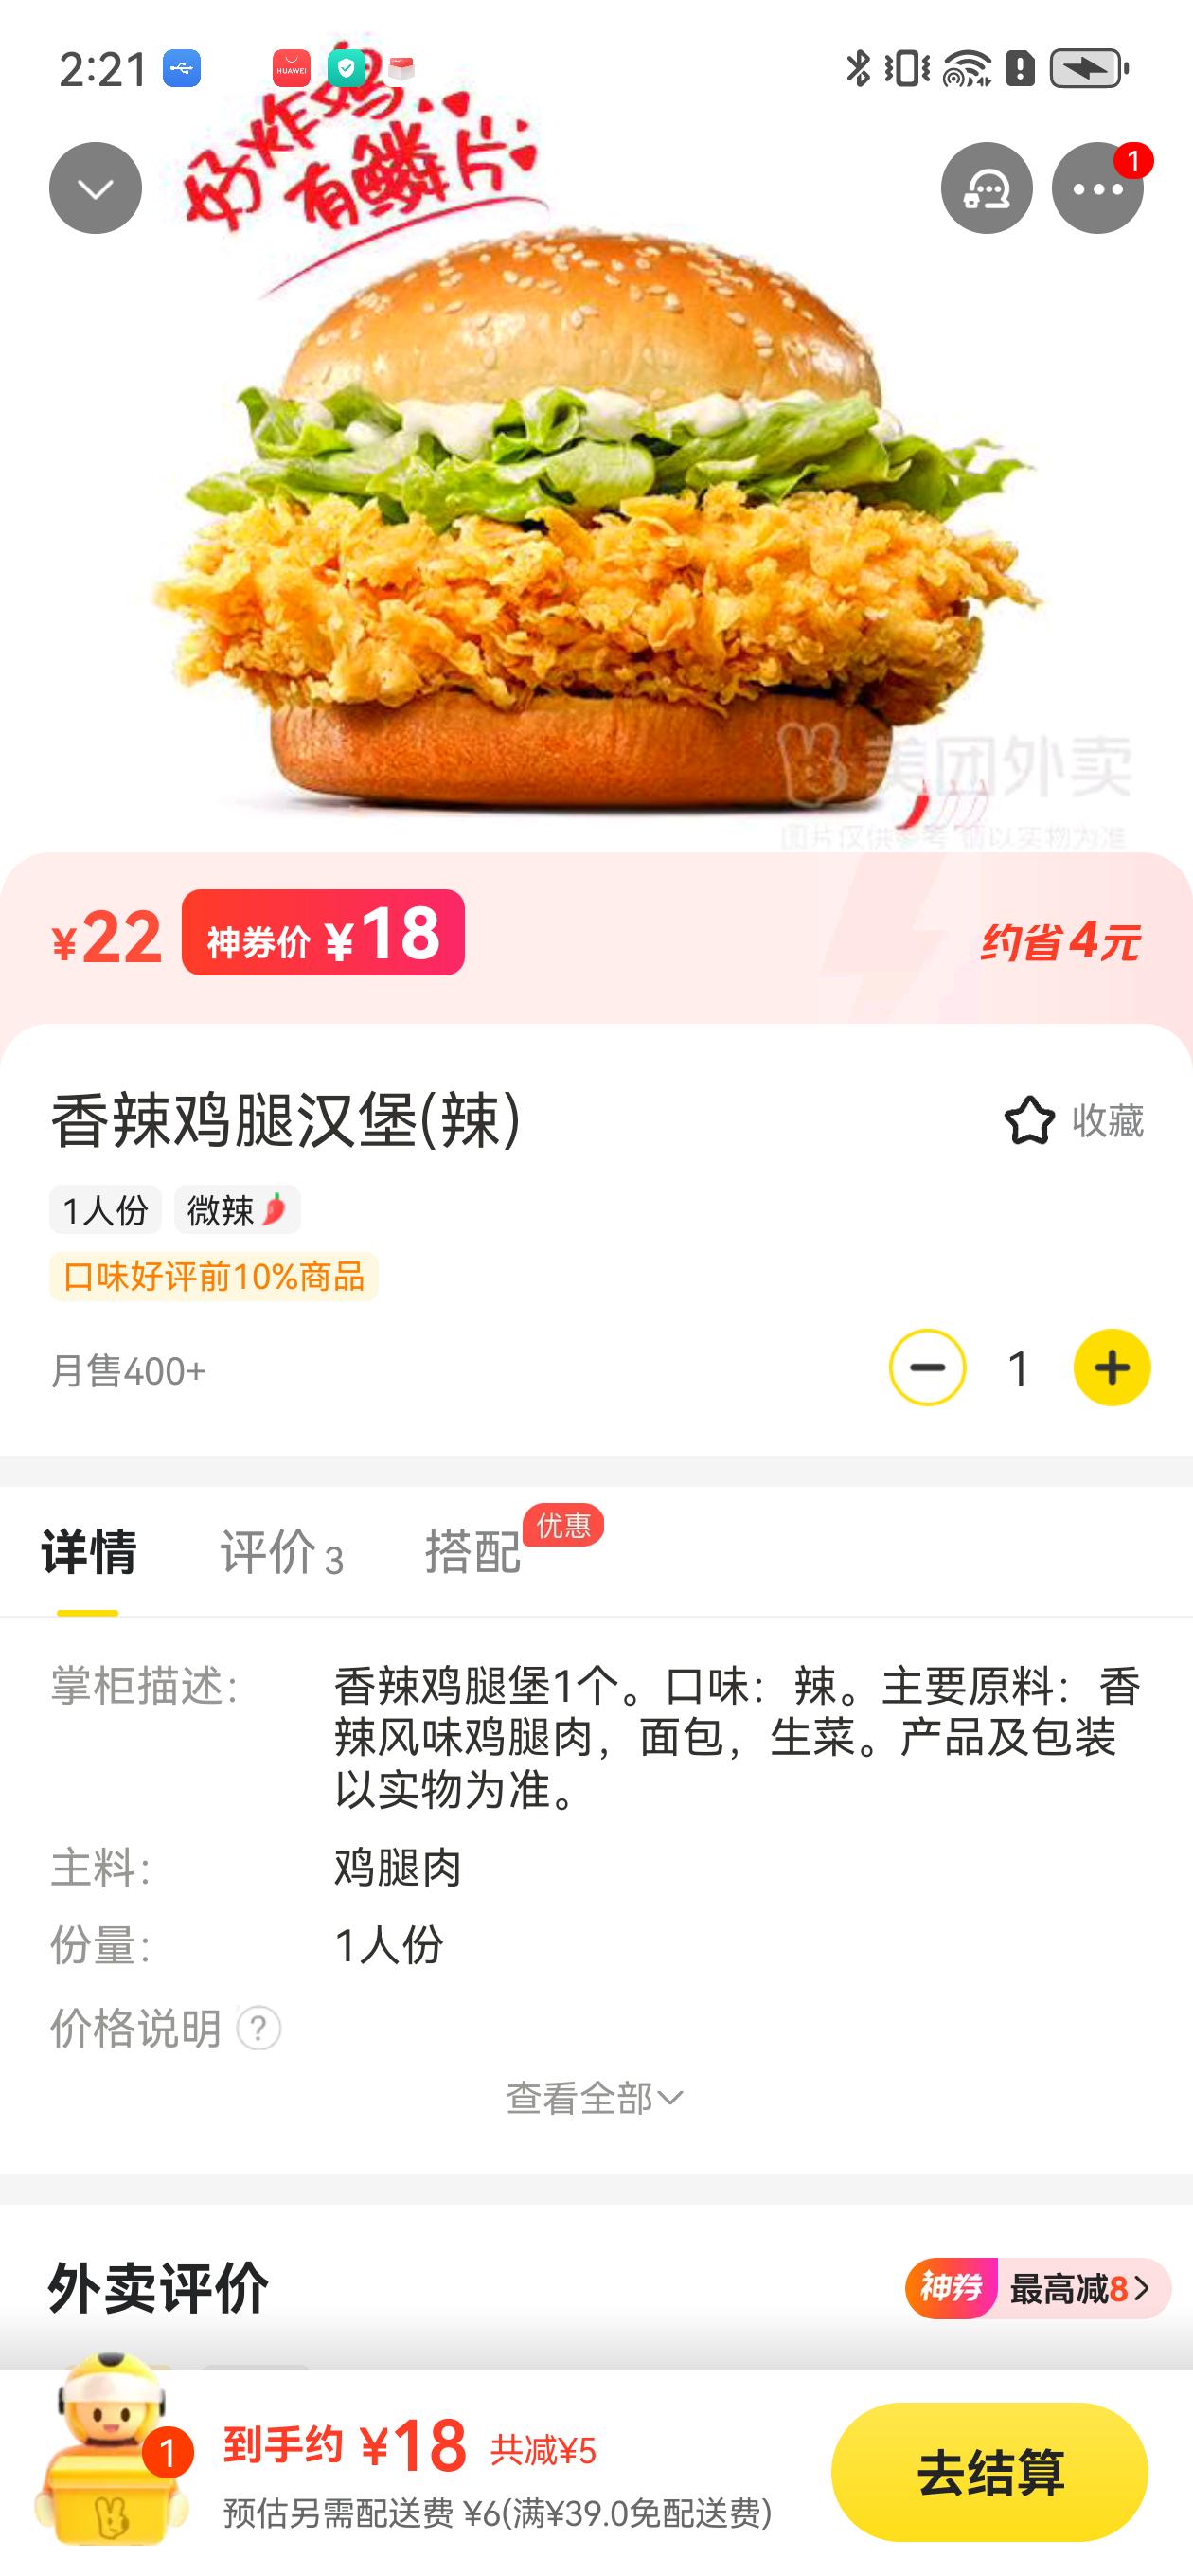 2:21
HUAWEI
好炸鸡
有鳞片
1
美团外卖
图片仅供参考 请以实物为准
¥22
神券价 ¥18
约省4元
香辣鸡腿汉堡(辣)
收藏
1人份
微辣
口味好评前10%商品
月售400+
1
详情
评价3
搭配
优惠
掌柜描述:
香辣鸡腿堡1个。口味：辣。主要原料：香
辣风味鸡腿肉，面包，生菜。产品及包装
以实物为准。
主料:
鸡腿肉
份量:
1人份
价格说明 ?
查看全部
外卖评价
神券 最高减8
1
到手约 ¥18 共减¥5
预估另需配送费 ¥6(满¥39.0免配送费)
去结算